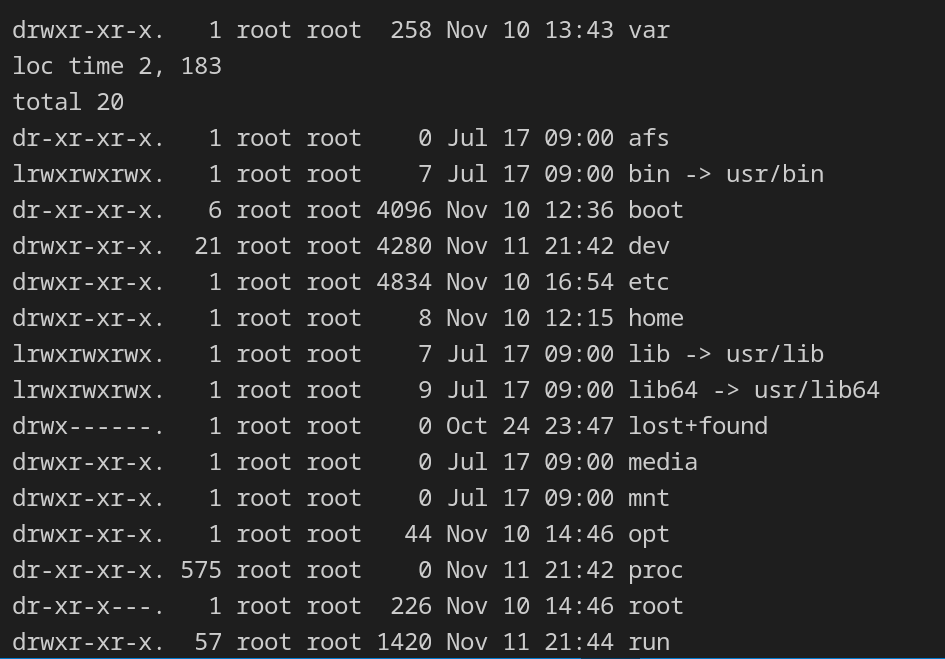 drwxr-xr-x.   1 root root  258 Nov 10 13:43 var
loc time 2, 183
total 20
dr-xr-xr-x.   1 root root    0 Jul 17 09:00 afs
lrwxrwxrwx.   1 root root    7 Jul 17 09:00 bin -> usr/bin
dr-xr-xr-x.   6 root root 4096 Nov 10 12:36 boot
drwxr-xr-x.  21 root root 4280 Nov 11 21:42 dev
drwxr-xr-x.   1 root root 4834 Nov 10 16:54 etc
drwxr-xr-x.   1 root root    8 Nov 10 12:15 home
lrwxrwxrwx.   1 root root    7 Jul 17 09:00 lib -> usr/lib
lrwxrwxrwx.   1 root root    9 Jul 17 09:00 lib64 -> usr/lib64
drwx------.   1 root root    0 Oct 24 23:47 lost+found
drwxr-xr-x.   1 root root    0 Jul 17 09:00 media
drwxr-xr-x.   1 root root    0 Jul 17 09:00 mnt
drwxr-xr-x.   1 root root   44 Nov 10 14:46 opt
dr-xr-xr-x. 575 root root    0 Nov 11 21:42 proc
dr-xr-x---.   1 root root  226 Nov 10 14:46 root
drwxr-xr-x.  57 root root 1420 Nov 11 21:44 run